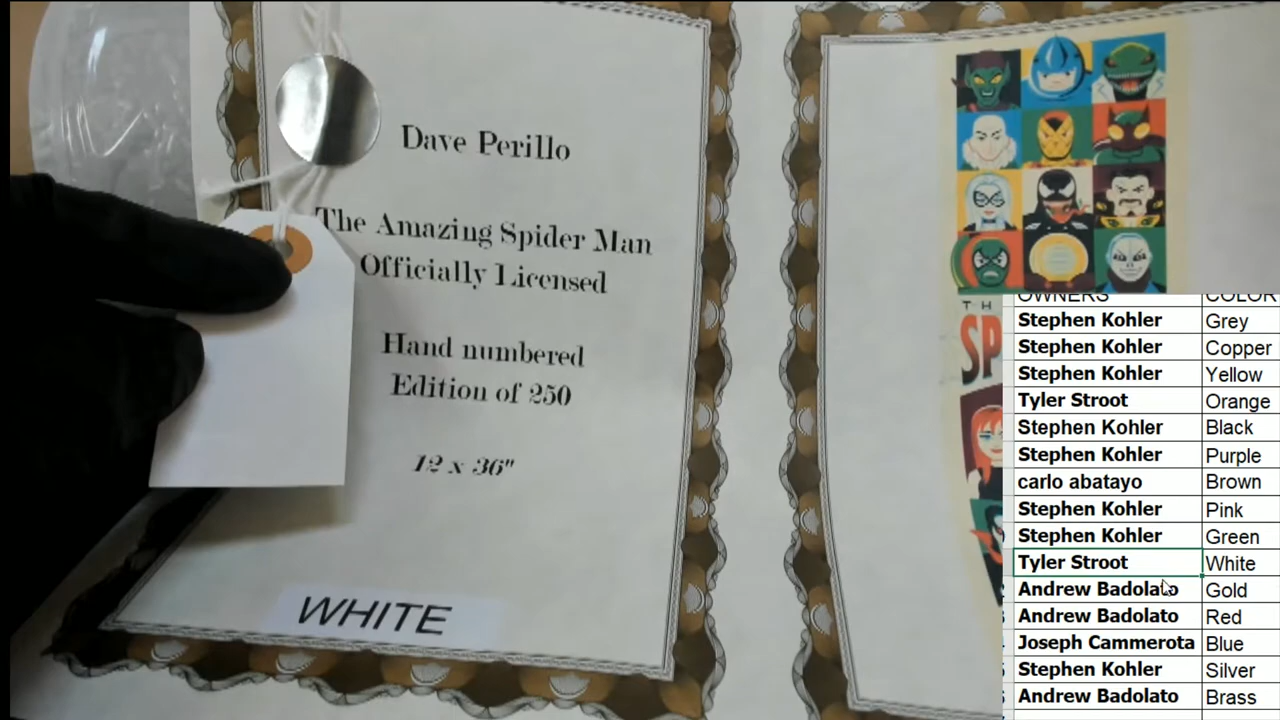 Dave Perillo
The Amazing Spider Man
Officially Licensed
Hand numbered
Edition of 250
12 x 36"
WHITE
TH
SP
OWNERS COLOR
Stephen Kohler Grey
Stephen Kohler Copper
Stephen Kohler Yellow
Tyler Stroot Orange
Stephen Kohler Black
Stephen Kohler Purple
carlo abatayo Brown
Stephen Kohler Pink
Stephen Kohler Green
Tyler Stroot White
Andrew Badolato Gold
Andrew Badolato Red
Joseph Cammerota Blue
Stephen Kohler Silver
Andrew Badolato Brass